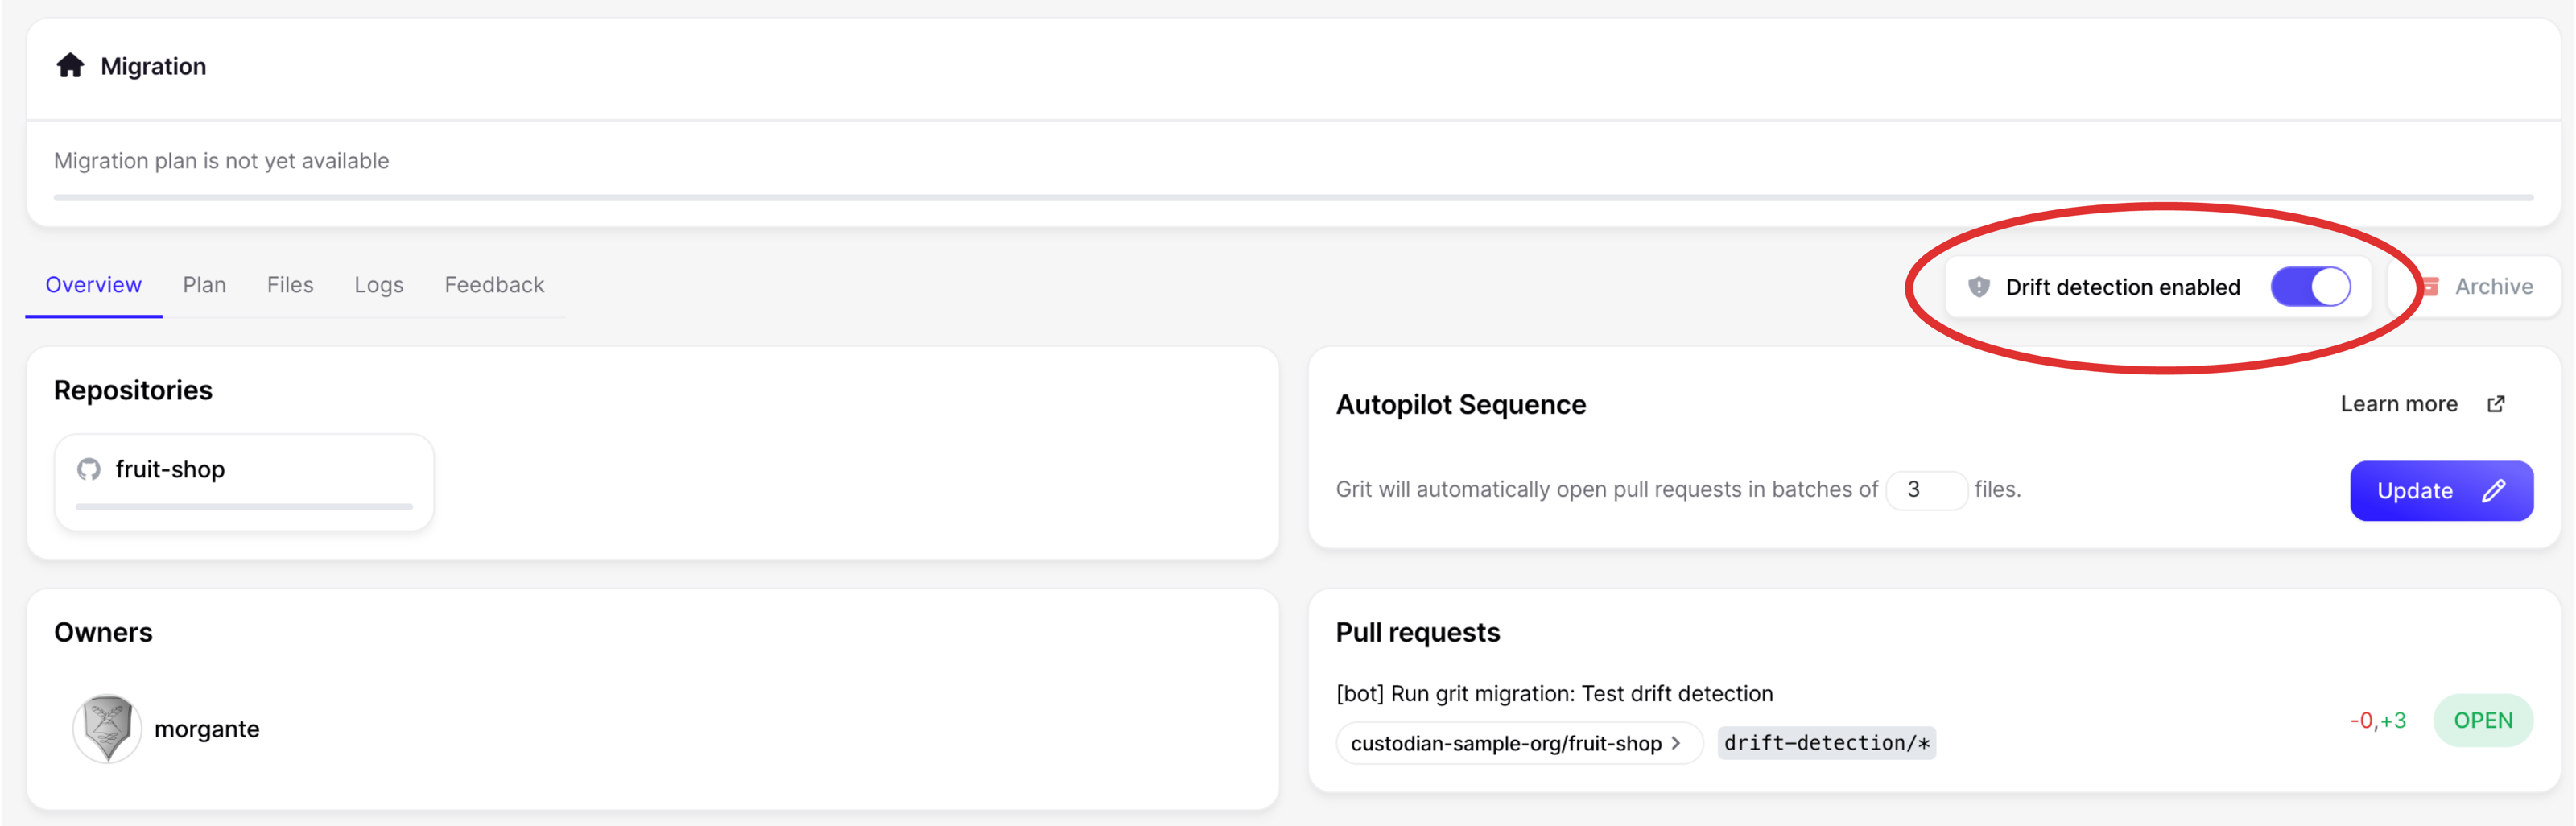 Migration
Migration plan is not yet available
Overview Plan Files Logs Feedback
Drift detection enabled
Archive
Repositories
fruit-shop
Autopilot Sequence
Learn more
Grit will automatically open pull requests in batches of 3 files.
Update
Owners
morgante
Pull requests
[bot] Run grit migration: Test drift detection
custodian-sample-org/fruit-shop drift-detection/*
-0,+3
OPEN